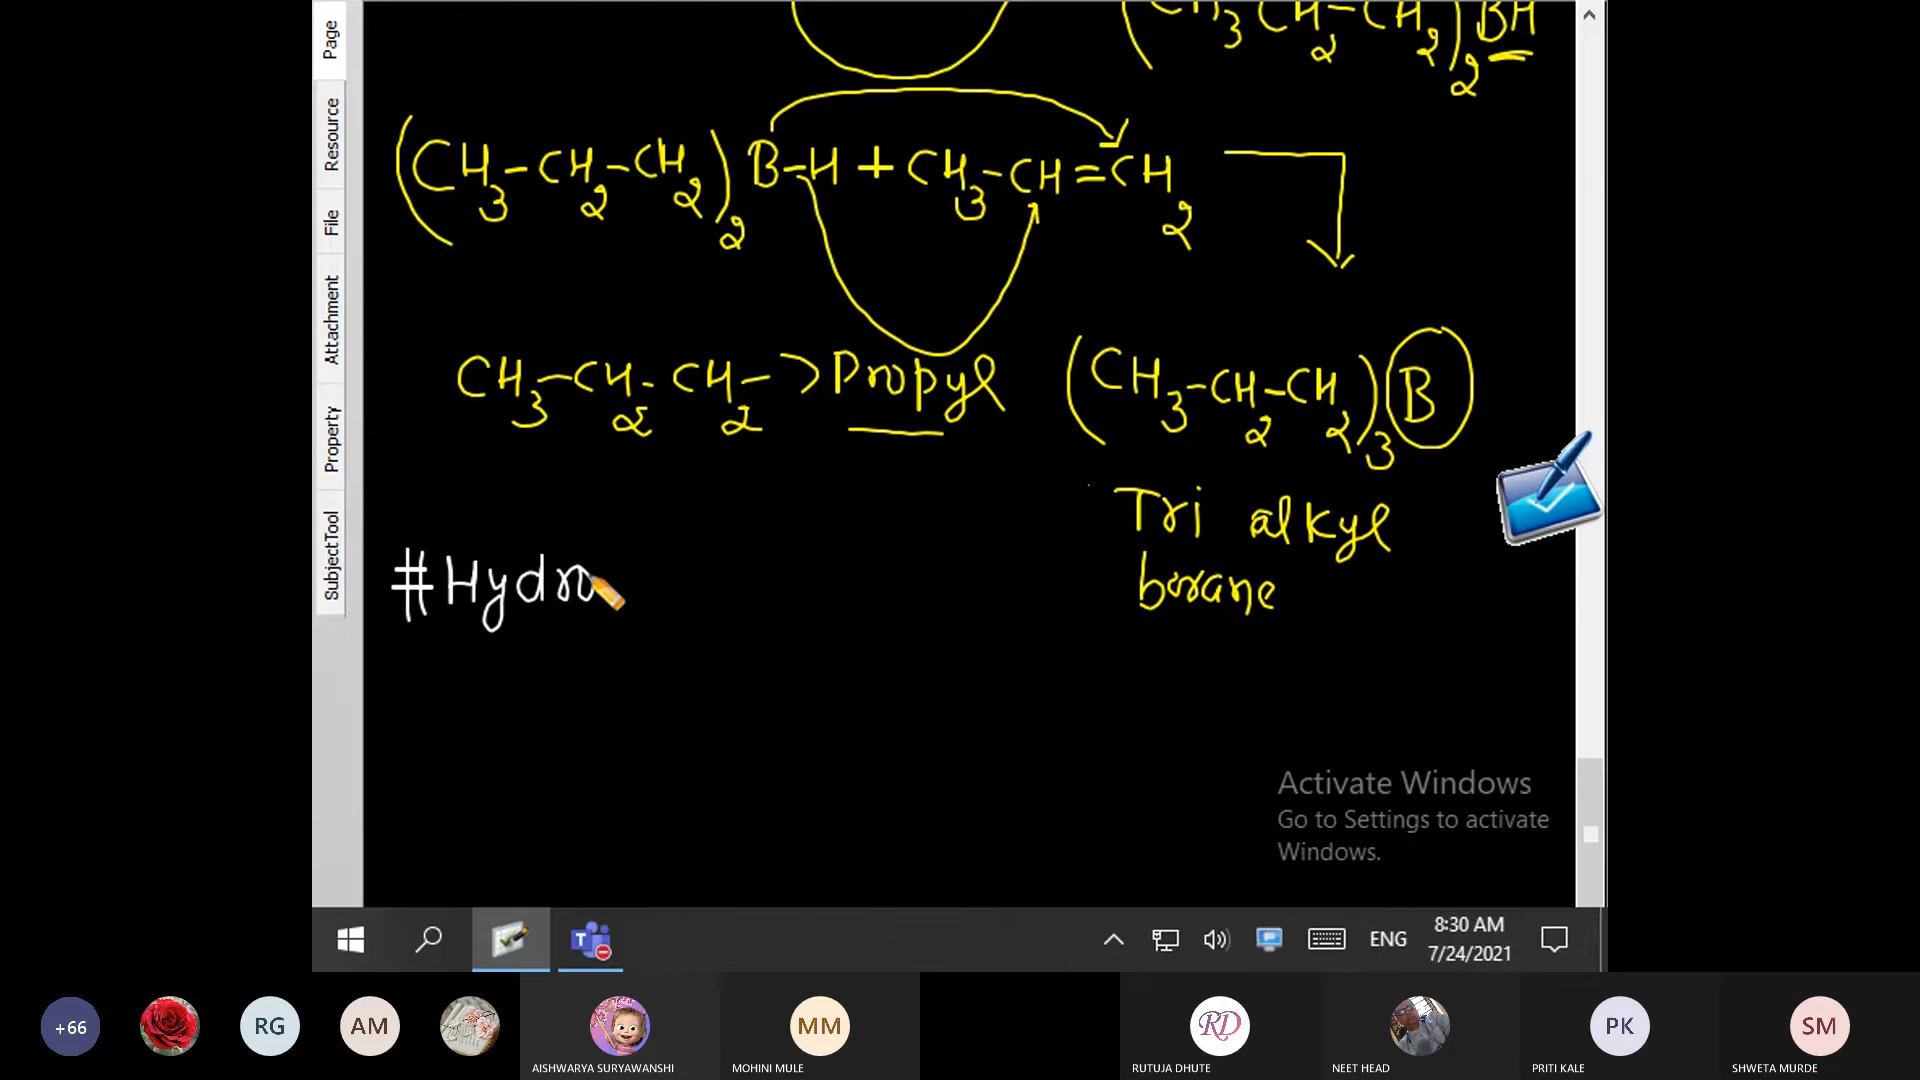 Page
Resource
File
Attachment
Property
SubjectTool
(CH3CH2-CH2)2BH
(CH3-CH2-CH2)2B-H + CH3-CH=CH2
CH3-CH2-CH2->Propyl
(CH3-CH2-CH2)3B
Tri alkyl
borane
#Hydro
Activate Windows
Go to Settings to activate
Windows.
ENG
8:30 AM
7/24/2021
+66
RG
AM
AISHWARYA SURYAWANSHI
MM
MOHINI MULE
RD
RUTUJA DHUTE
NEET HEAD
PK
PRITI KALE
SM
SHWETA MURDE